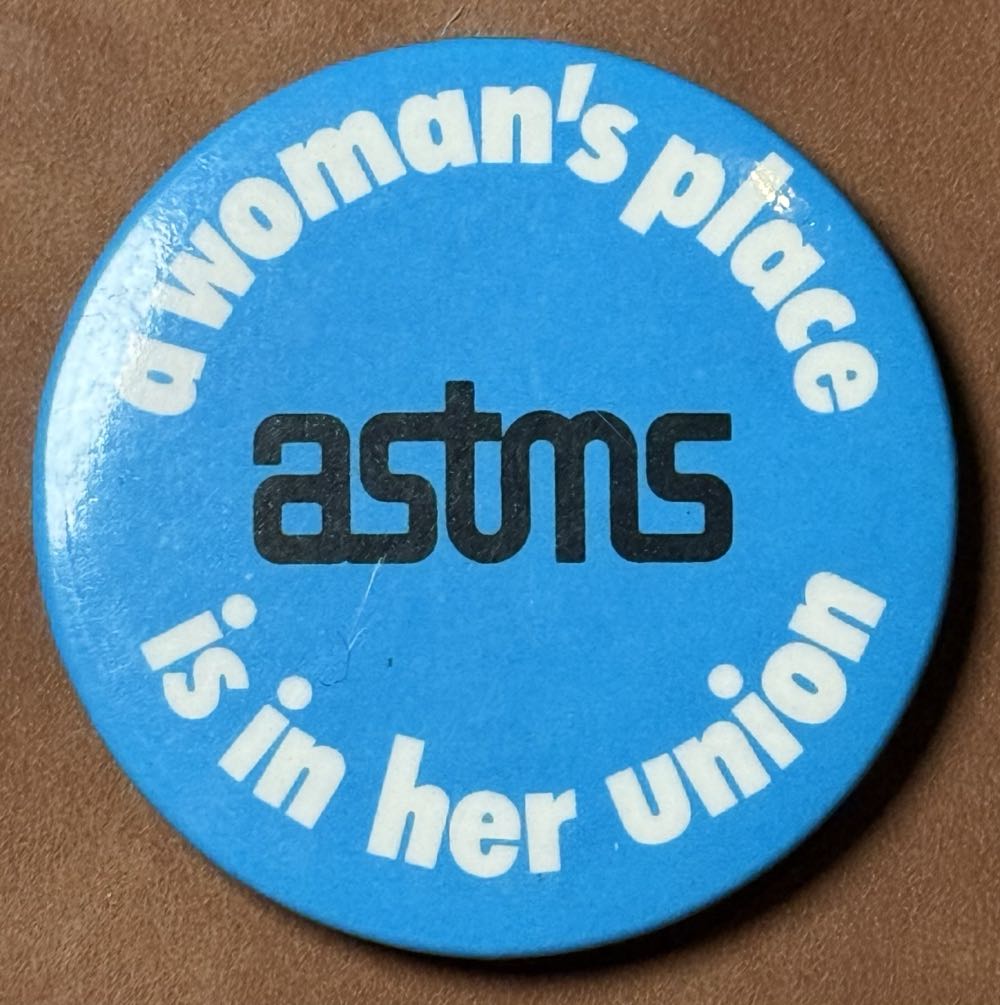 a woman's place
astms
is in her union